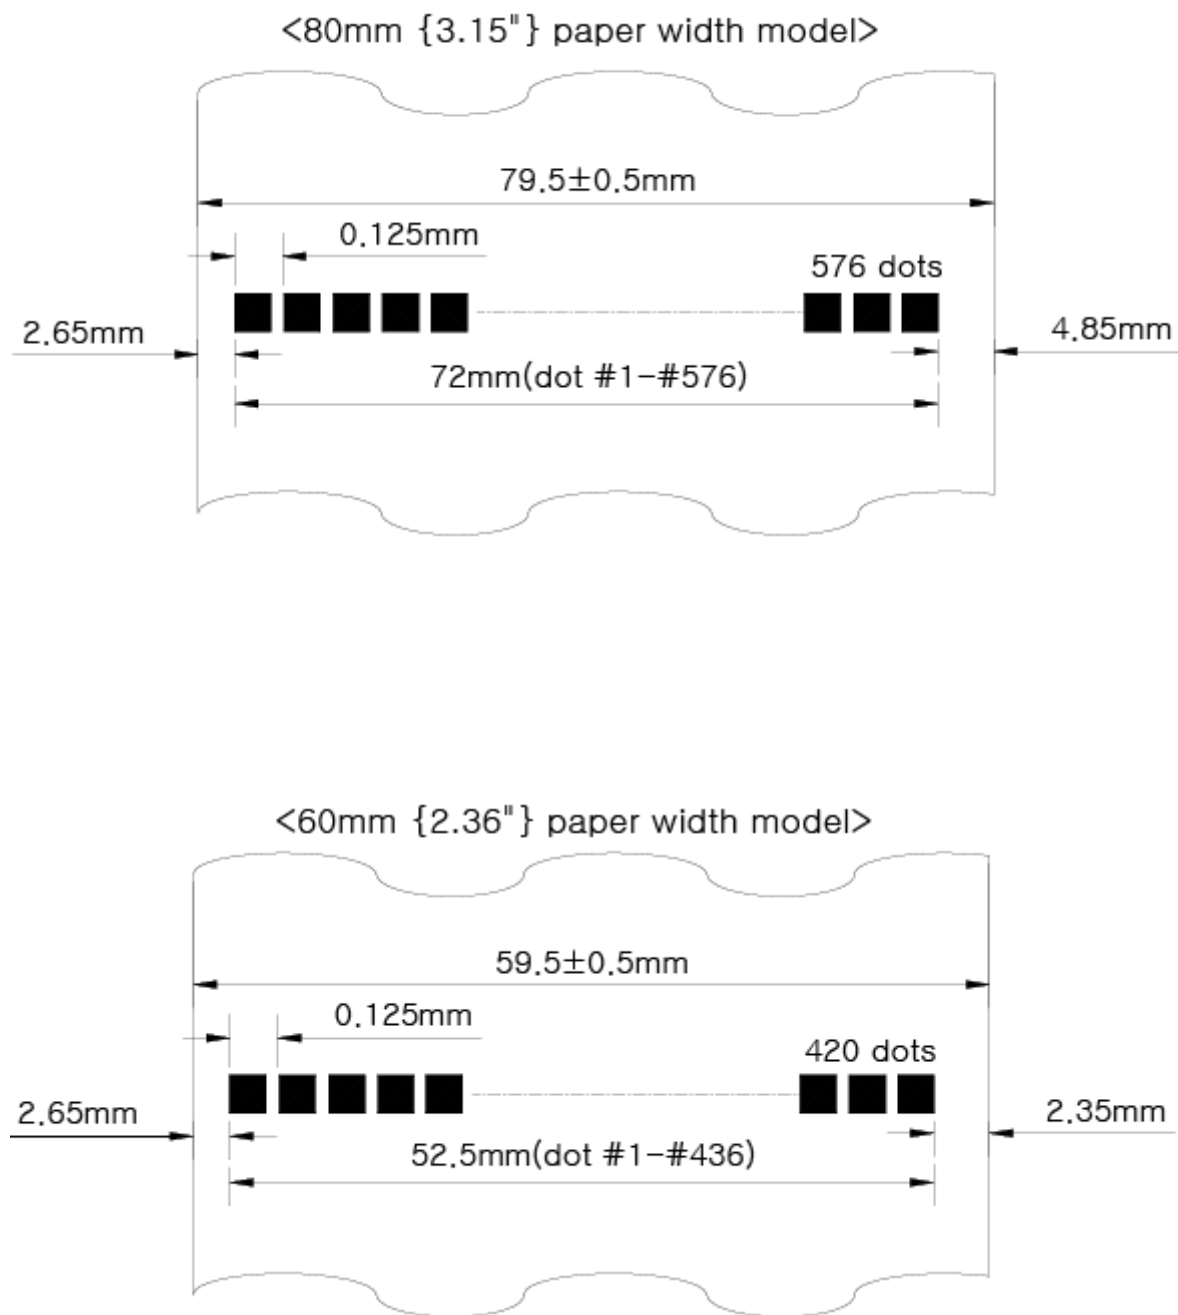 <80mm {3.15"} paper width model>
79.5±0.5mm
0.125mm
576 dots
2.65mm
4.85mm
72mm(dot #1-#576)
<60mm {2.36"} paper width model>
59.5±0.5mm
0.125mm
420 dots
2.65mm
2.35mm
52.5mm(dot #1-#436)